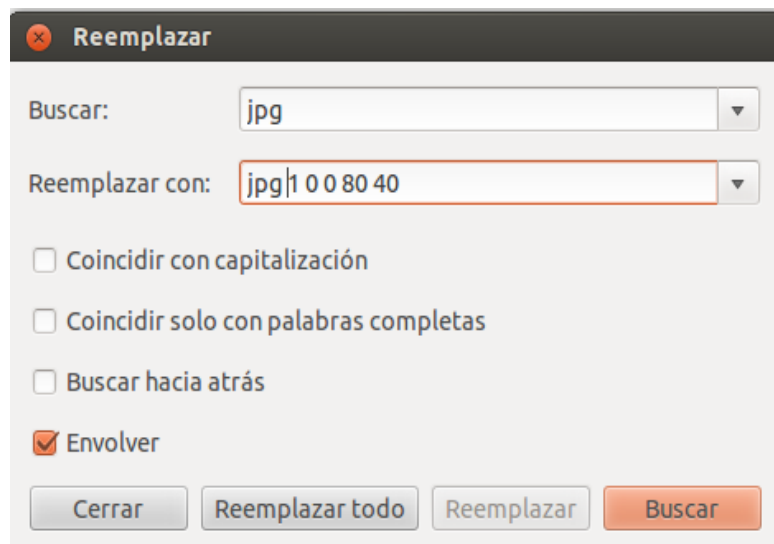 Reemplazar
Buscar: jpg
Reemplazar con: jpg 1 0 0 80 40
Coincidir con capitalización
Coincidir solo con palabras completas
Buscar hacia atrás
Envolver
Cerrar Reemplazar todo Reemplazar Buscar